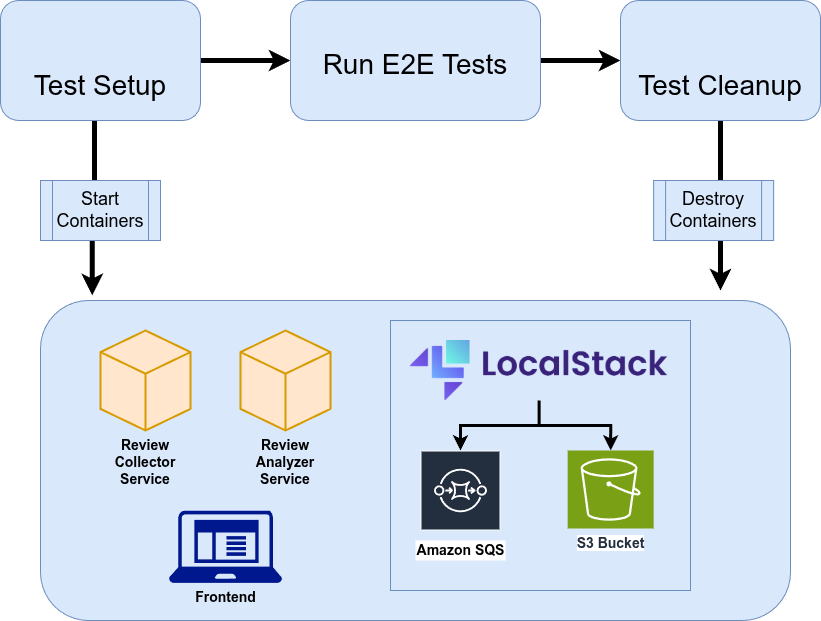 Test Setup
Run E2E Tests
Test Cleanup
Start
Containers
Destroy
Containers
LocalStack
Review
Collector
Service
Review
Analyzer
Service
Amazon SQS
S3 Bucket
Frontend